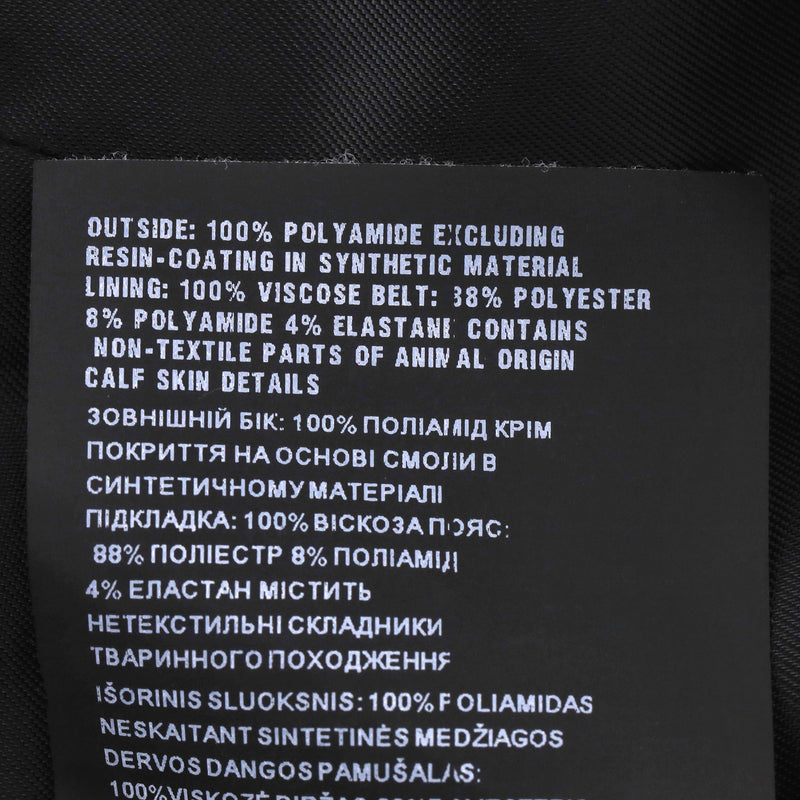 OUTSIDE: 100% POLYAMIDE EXCLUDING
RESIN-COATING IN SYNTHETIC MATERIAL
LINING: 100% VISCOSE BELT: 88% POLYESTER
8% POLYAMIDE 4% ELASTANE CONTAINS
NON-TEXTILE PARTS OF ANIMAL ORIGIN
CALF SKIN DETAILS
ЗОВНІШНІЙ БІК: 100% ПОЛІАМІД КРІМ
ПОКРИТТЯ НА ОСНОВІ СМОЛИ В
СИНТЕТИЧНОМУ МАТЕРІАЛІ
ПІДКЛАДКА: 100% ВІСКОЗА ПОЯС:
88% ПОЛІЕСТР 8% ПОЛІАМІД
4% ЕЛАСТАН МІСТИТЬ
НЕТЕКСТИЛЬНІ СКЛАДНИКИ
ТВАРИННОГО ПОХОДЖЕННЯ
IŠORINIS SLUOKSNIS: 100% POLIAMIDAS
NESKAITANT SINTETINĖS MEDŽIAGOS
DERVOS DANGOS PAMUŠALAS:
100% VISKOZĖ DIRŽAS